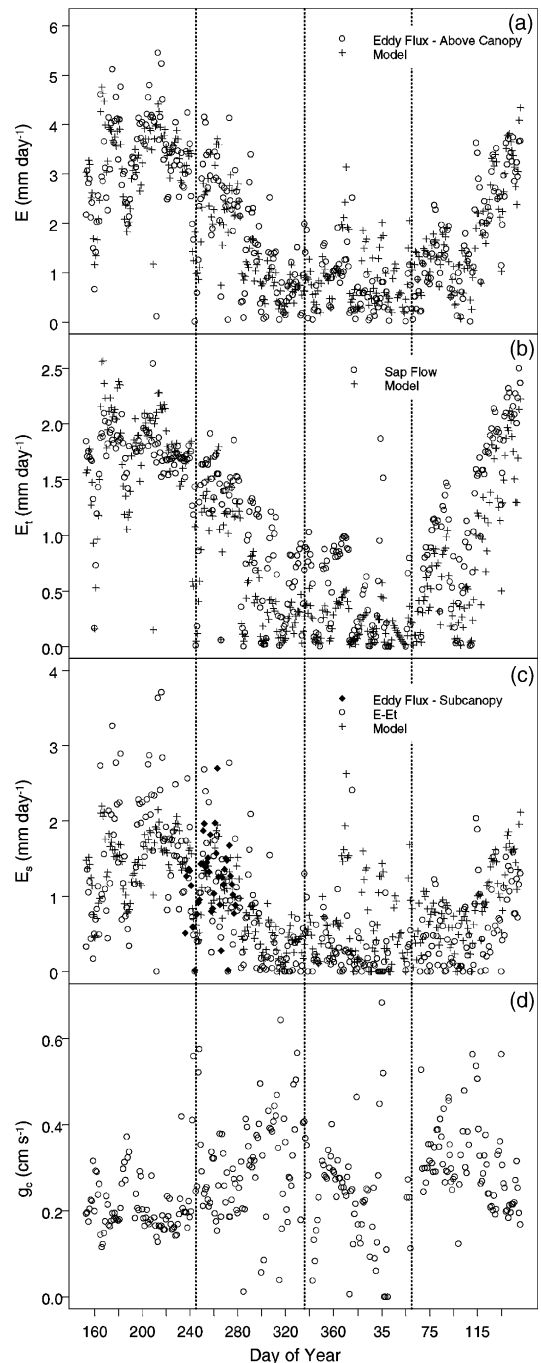 (a)
Eddy Flux - Above Canopy
Model
E (mm day-1)
6
5
4
3
2
1
0
(b)
Sap Flow
Model
Et (mm day-1)
2.5
2.0
1.5
1.0
0.5
0.0
(c)
Eddy Flux - Subcanopy
E-Et
Model
Es (mm day-1)
4
3
2
1
0
(d)
gc (cm s-1)
0.6
0.4
0.2
0.0
160 200 240 280 320 360 35 75 115
Day of Year